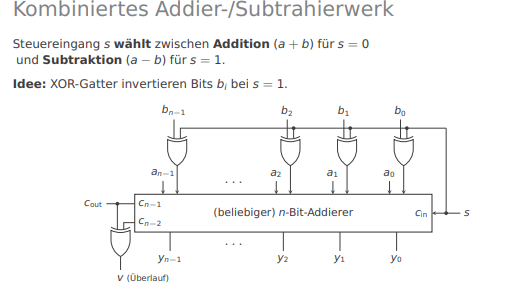 Kombiniertes Addier-/Subtrahierwerk
Steuereingang s wählt zwischen Addition (a + b) für s = 0
und Subtraktion (a − b) für s = 1.
Idee: XOR-Gatter invertieren Bits bᵢ bei s = 1.
bₙ₋₁ b₂ b₁ b₀
aₙ₋₁ . . . a₂ a₁ a₀
c_out cₙ₋₁ (beliebiger) n-Bit-Addierer c_in s
cₙ₋₂
yₙ₋₁ . . . y₂ y₁ y₀
v (Überlauf)